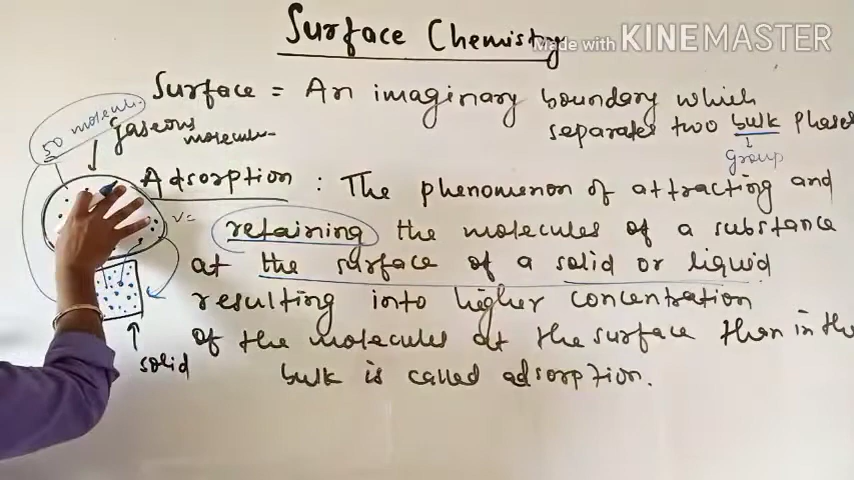 Surface Chemistry
Made with KINEMASTER
Surface = An imaginary boundary which
separates two bulk phases
Group
50 molecul..
Gaseous
molecul..
Adsorption : The phenomenon of attracting and
V=
retaining the molecules of a substance
at the surface of a solid or liquid
resulting into higher concentration
of the molecules at the surface than in the
bulk is called adsorption.
solid